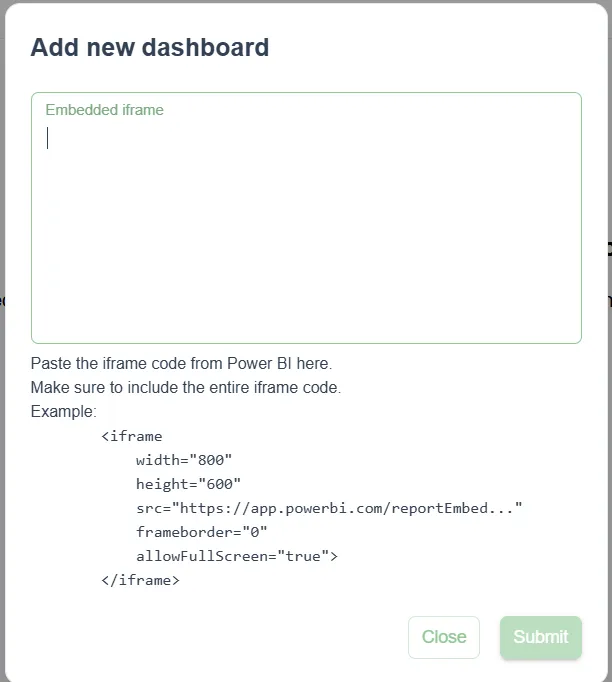 Add new dashboard
Embedded iframe
Paste the iframe code from Power BI here.
Make sure to include the entire iframe code.
Example:
<iframe
width="800"
height="600"
src="https://app.powerbi.com/reportEmbed..."
frameborder="0"
allowFullScreen="true">
</iframe>
Close
Submit